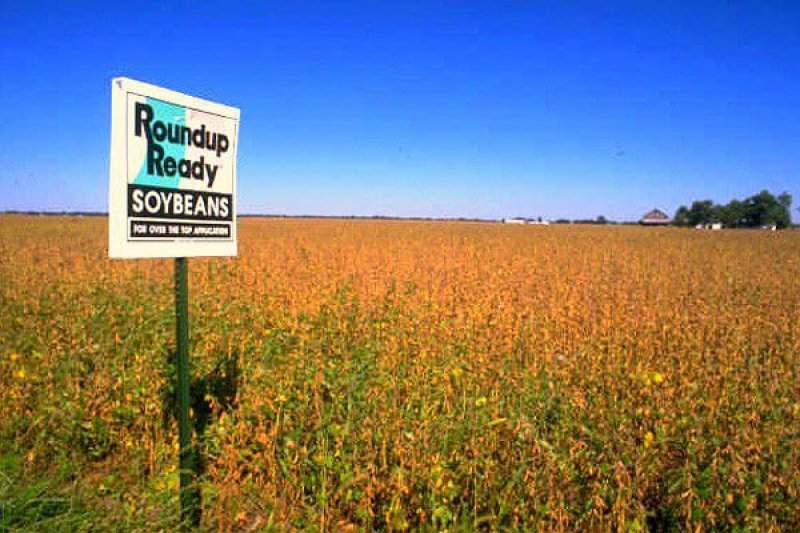 Roundup
Ready
SOYBEANS
FOR OVER THE TOP APPLICATION